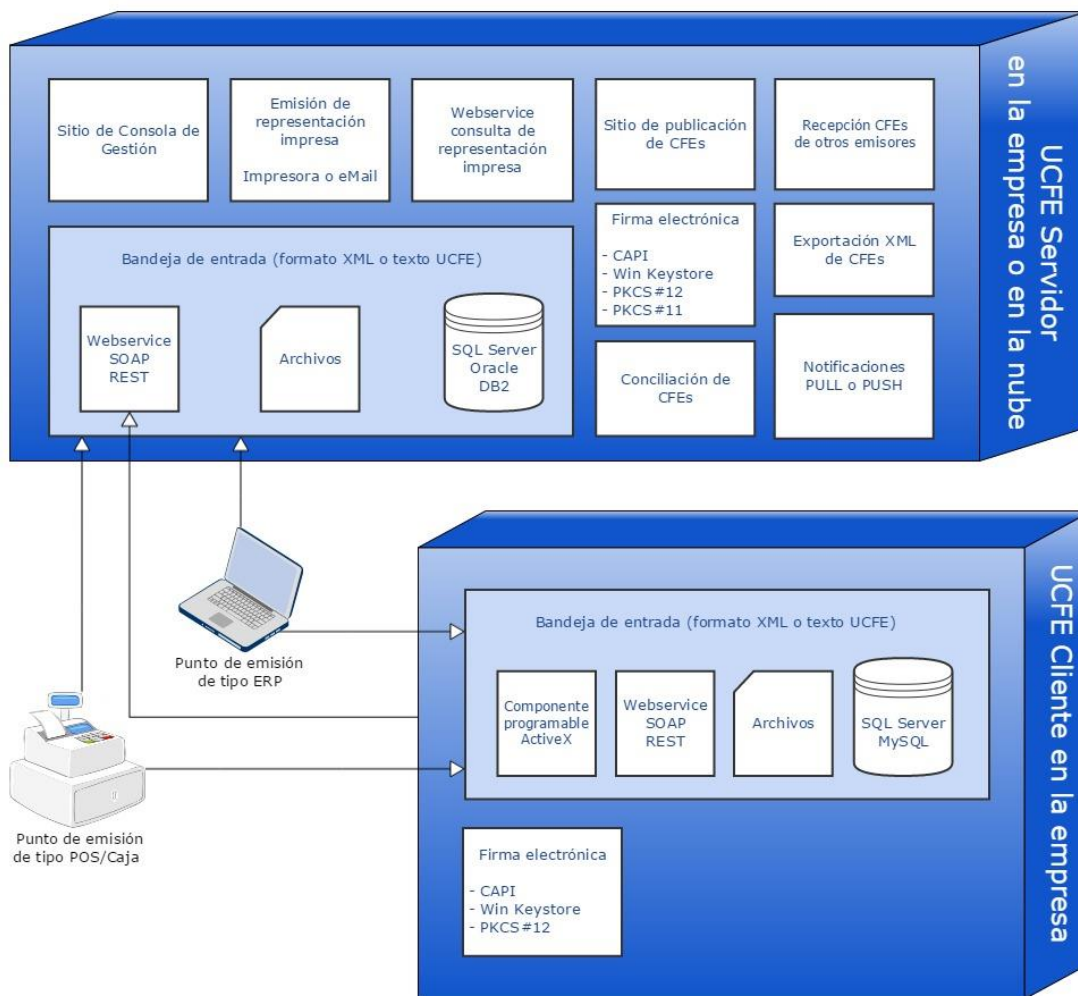 Sitio de Consola de
Gestión
Emisión de
representación
impresa
Impresora o eMail
Webservice
consulta de
representación
impresa
Sitio de publicación
de CFEs
Recepción CFEs
de otros emisores
Bandeja de entrada (formato XML o texto UCFE)
Webservice
SOAP
REST
Archivos
SQL Server
Oracle
DB2
Firma electrónica
- CAPI
- Win Keystore
- PKCS#12
- PKCS#11
Exportación XML
de CFEs
Conciliación de
CFEs
Notificaciones
PULL o PUSH
UCFE Servidor
en la empresa o en la nube
Punto de emisión
de tipo ERP
Punto de emisión
de tipo POS/Caja
Bandeja de entrada (formato XML o texto UCFE)
Componente
programable
ActiveX
Webservice
SOAP
REST
Archivos
SQL Server
MySQL
Firma electrónica
- CAPI
- Win Keystore
- PKCS#12
UCFE Cliente en la empresa